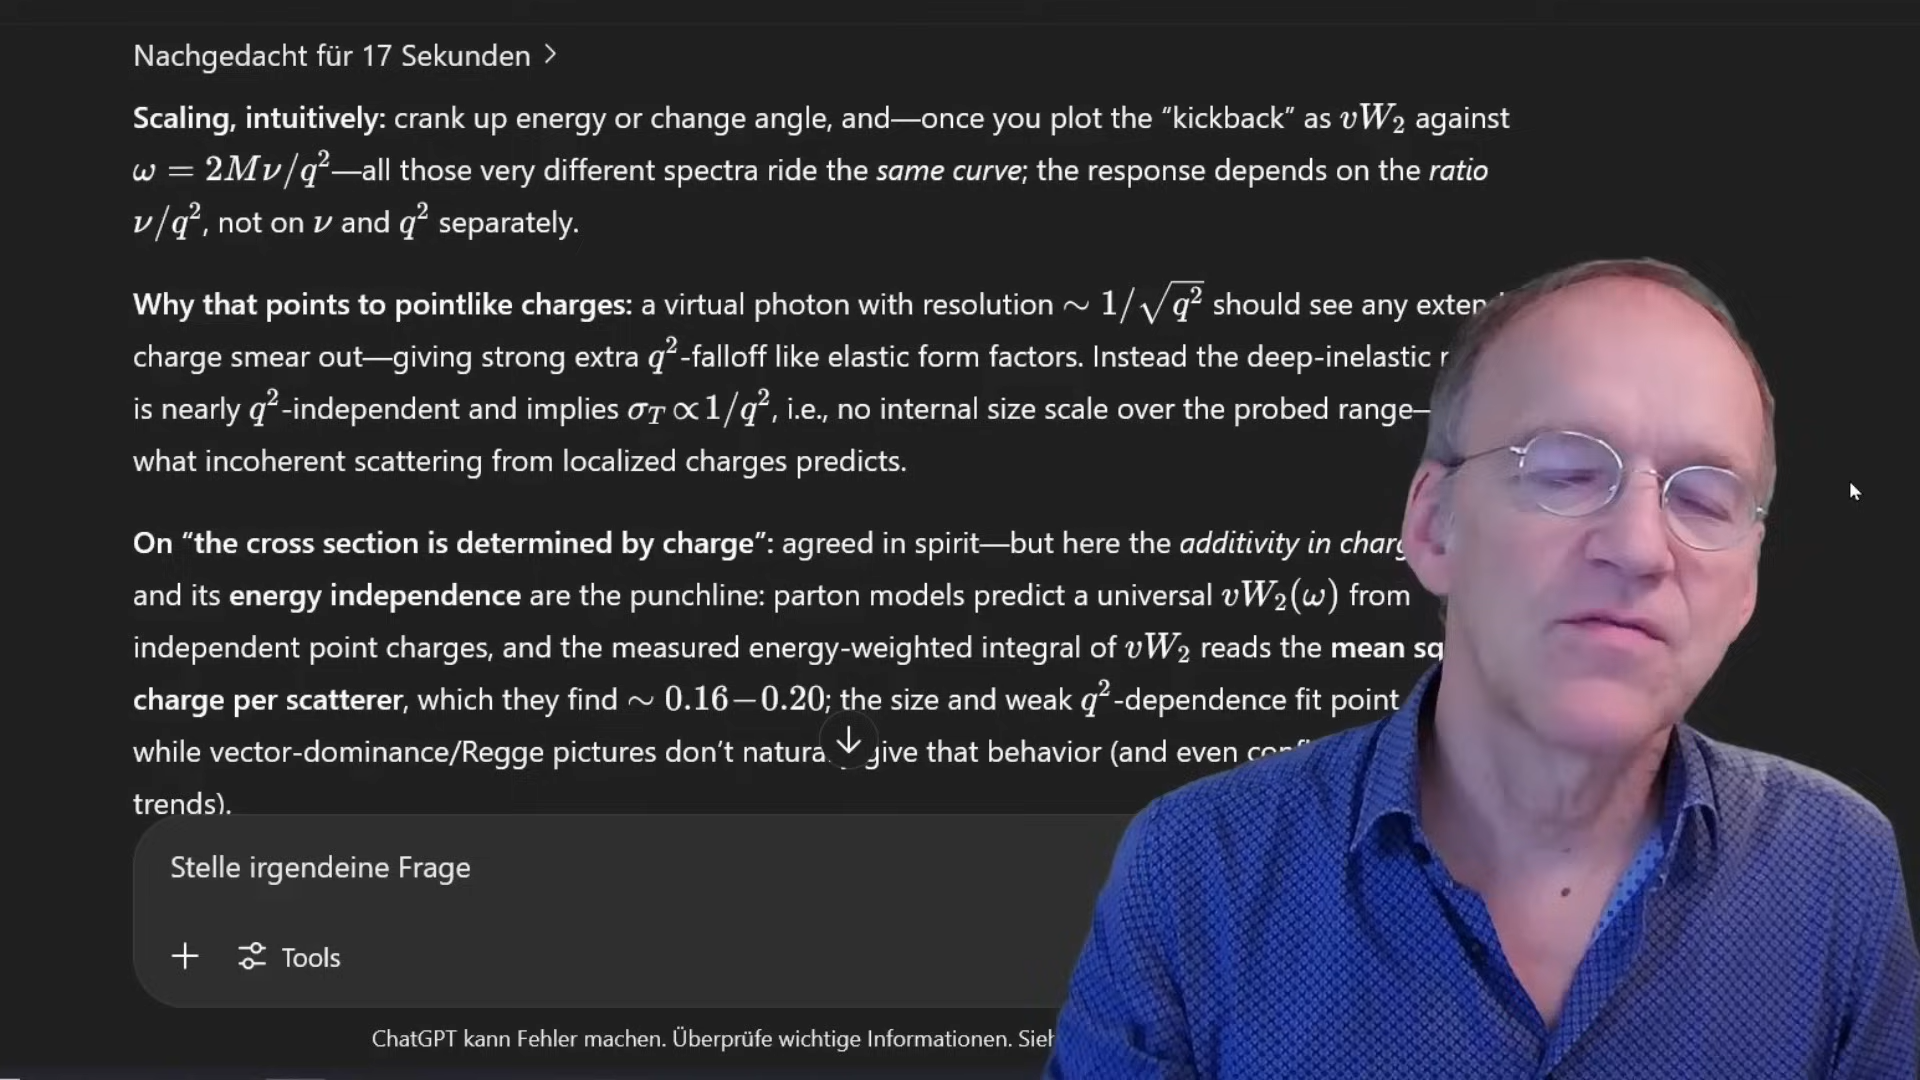 Nachgedacht für 17 Sekunden >
Scaling, intuitively: crank up energy or change angle, and—once you plot the “kickback” as νW₂ against
ω = 2Mν/q²—all those very different spectra ride the same curve; the response depends on the ratio
ν/q², not on ν and q² separately.
Why that points to pointlike charges: a virtual photon with resolution ∼ 1/√q² should see any
charge smear out—giving strong extra q²-falloff like elastic form factors. Instead the deep-inelastic
is nearly q²-independent and implies σ_T ∝ 1/q², i.e., no internal size scale over the probed range—
what incoherent scattering from localized charges predicts.
On “the cross section is determined by charge”: agreed in spirit—but here the additivity in
and its energy independence are the punchline: parton models predict a universal νW₂(ω) from
independent point charges, and the measured energy-weighted integral of νW₂ reads the mean
charge per scatterer, which they find ∼ 0.16−0.20; the size and weak q²-dependence fit point
while vector-dominance/Regge pictures don’t give that behavior (and even
trends).
Stelle irgendeine Frage
+ Tools
ChatGPT kann Fehler machen. Überprüfe wichtige Informationen.